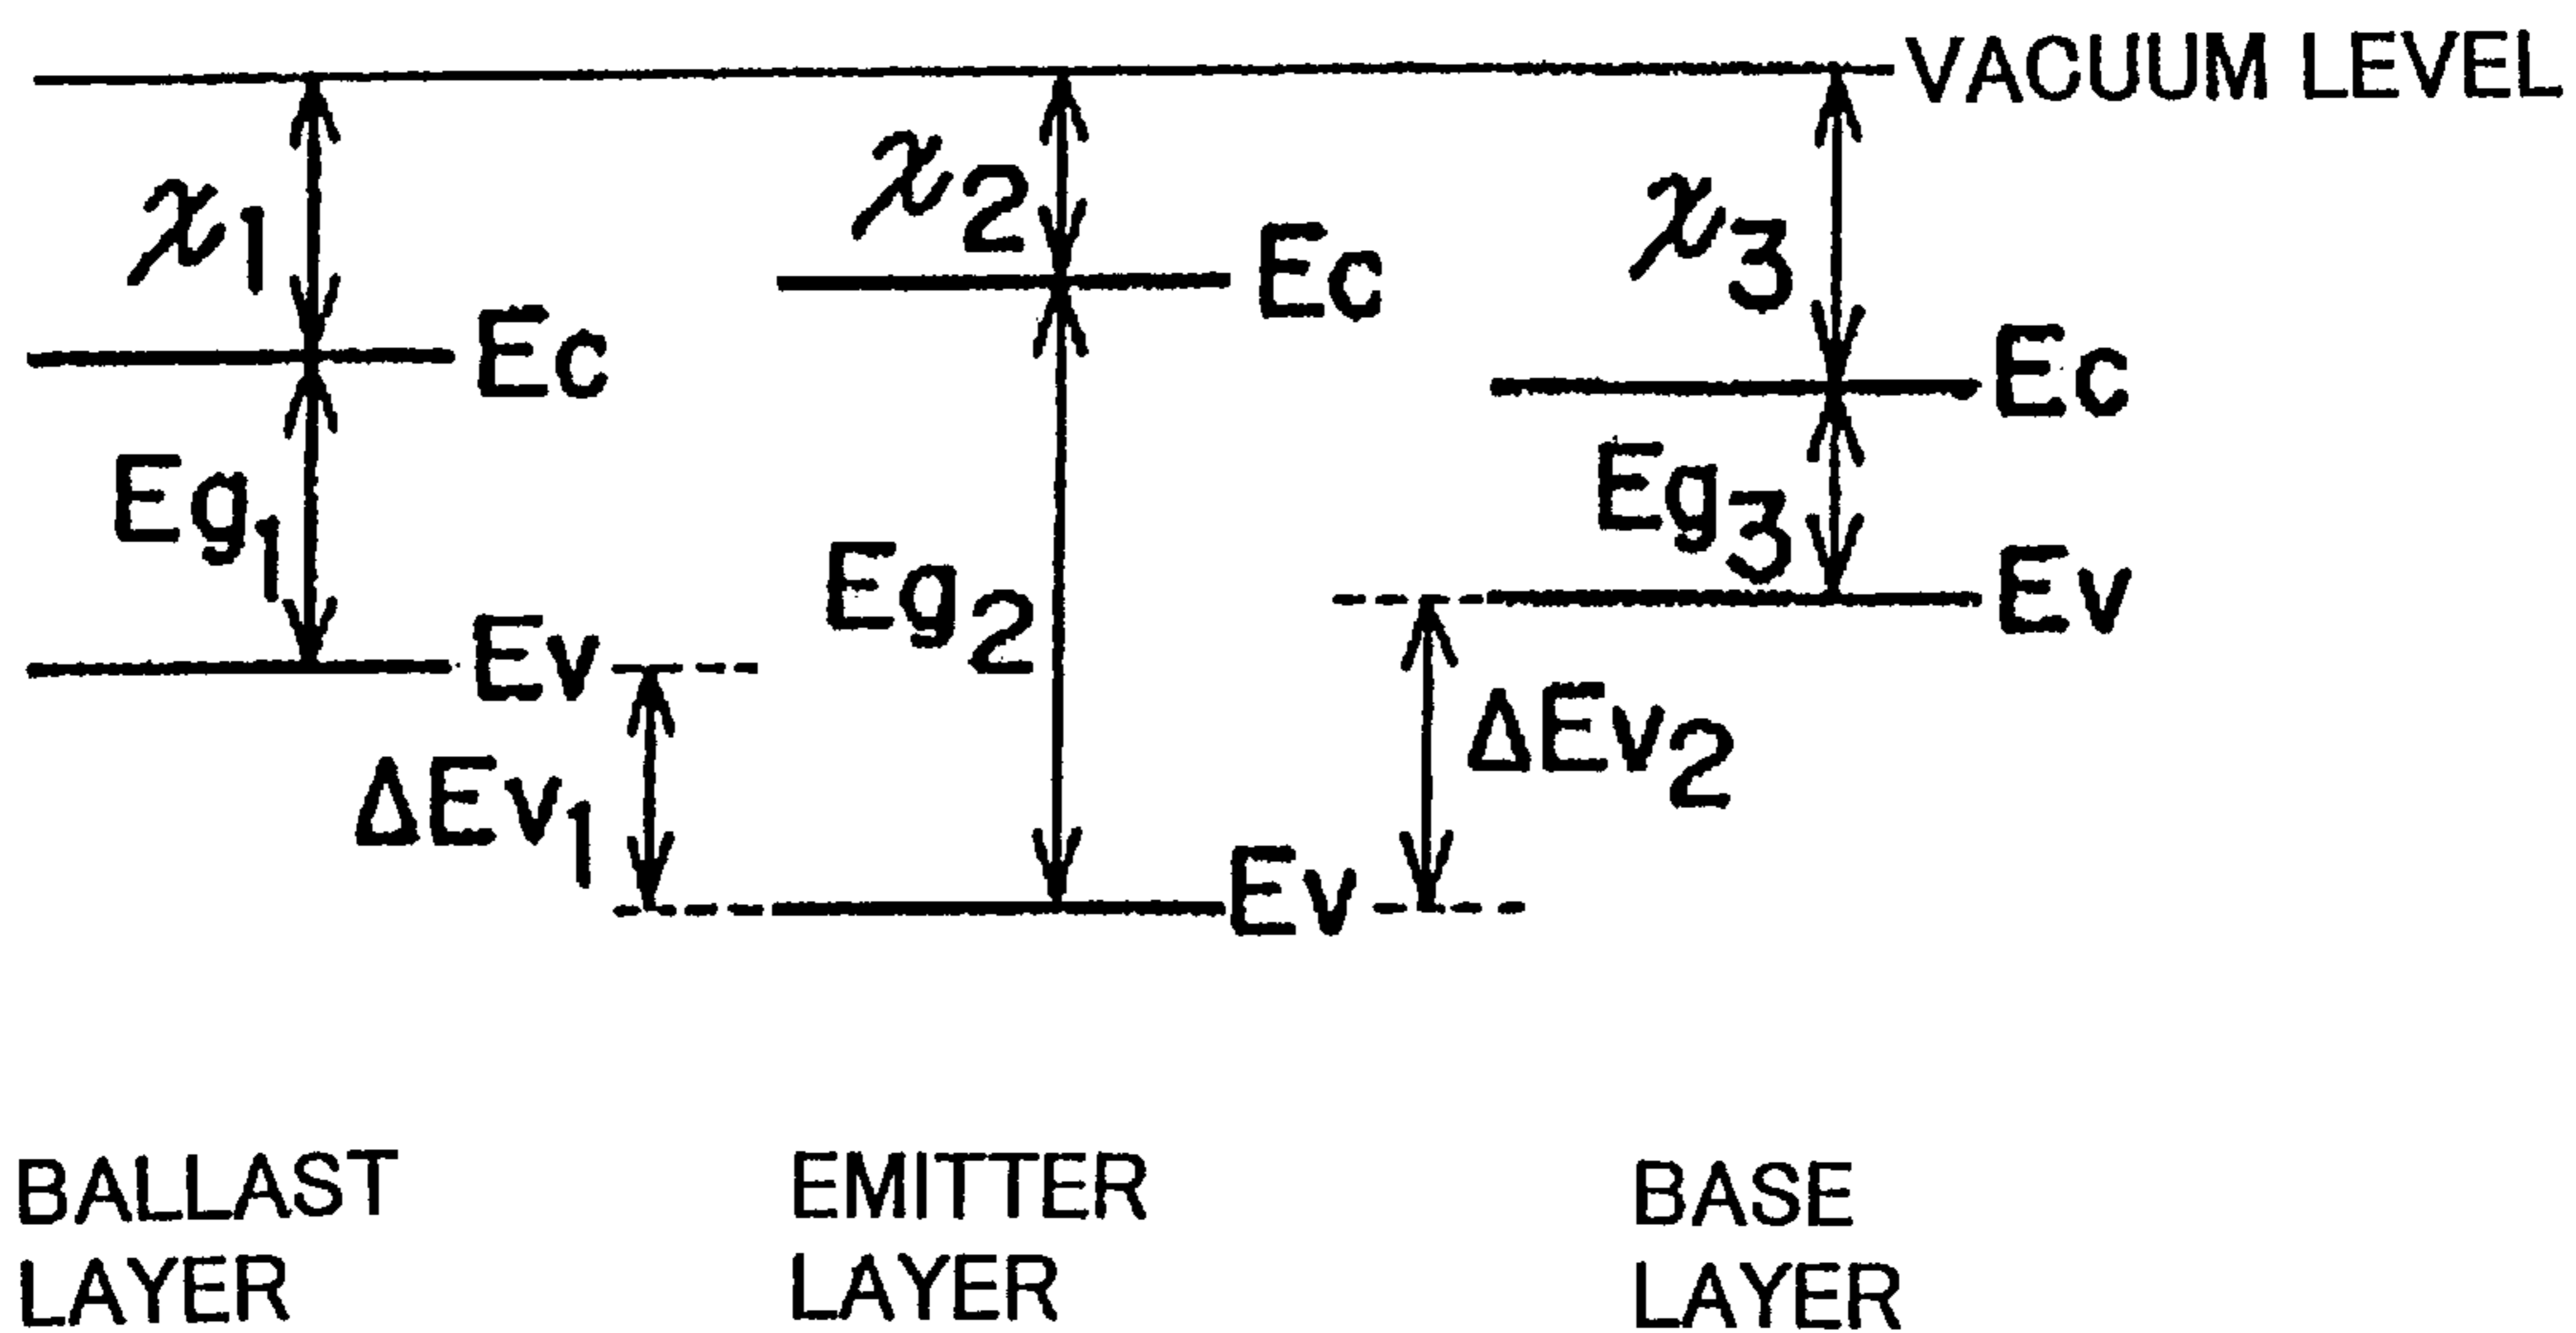 VACUUM LEVEL
χ1
χ2
χ3
Ec
Ec
Ec
Eg1
Eg2
Eg3
Ev
Ev
Ev
ΔEv1
ΔEv2
BALLAST
LAYER
EMITTER
LAYER
BASE
LAYER